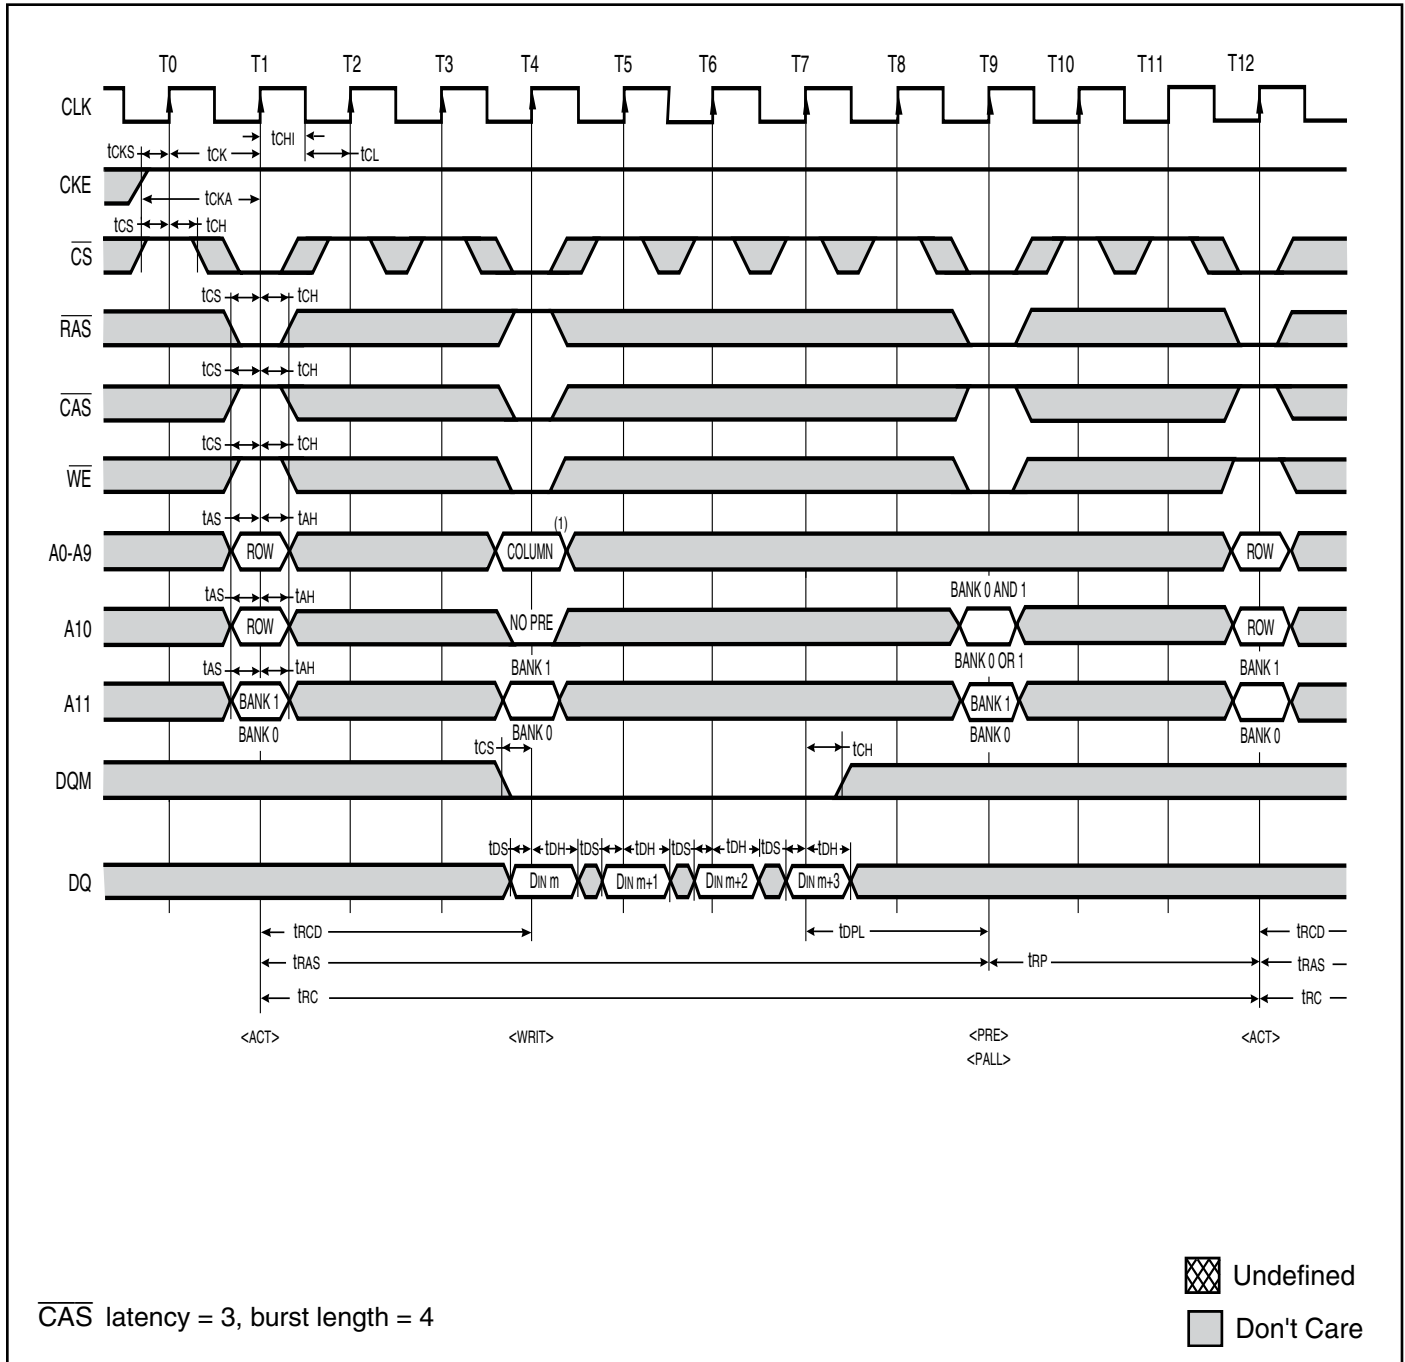 T0 T1 T2 T3 T4 T5 T6 T7 T8 T9 T10 T11 T12
CLK
tCHI
tCKS tCK tCL
CKE
tCKA
tCS tCH
CS
tCS tCH
RAS
tCS tCH
CAS
tCS tCH
WE
tAS tAH (1)
A0-A9 ROW COLUMN ROW
tAS tAH BANK 0 AND 1
A10 ROW NO PRE ROW
tAS tAH BANK 1 BANK 0 OR 1 BANK 1
A11 BANK 1 BANK 1
BANK 0 BANK 0 BANK 0 BANK 0
tCS tCH
DQM
tDS tDH tDS tDH tDS tDH tDS tDH
DQ DIN m DIN m+1 DIN m+2 DIN m+3
tRCD tDPL tRCD
tRAS tRP tRAS
tRC tRC
<ACT> <WRIT> <PRE> <ACT>
<PALL>
Undefined
CAS latency = 3, burst length = 4
Don't Care